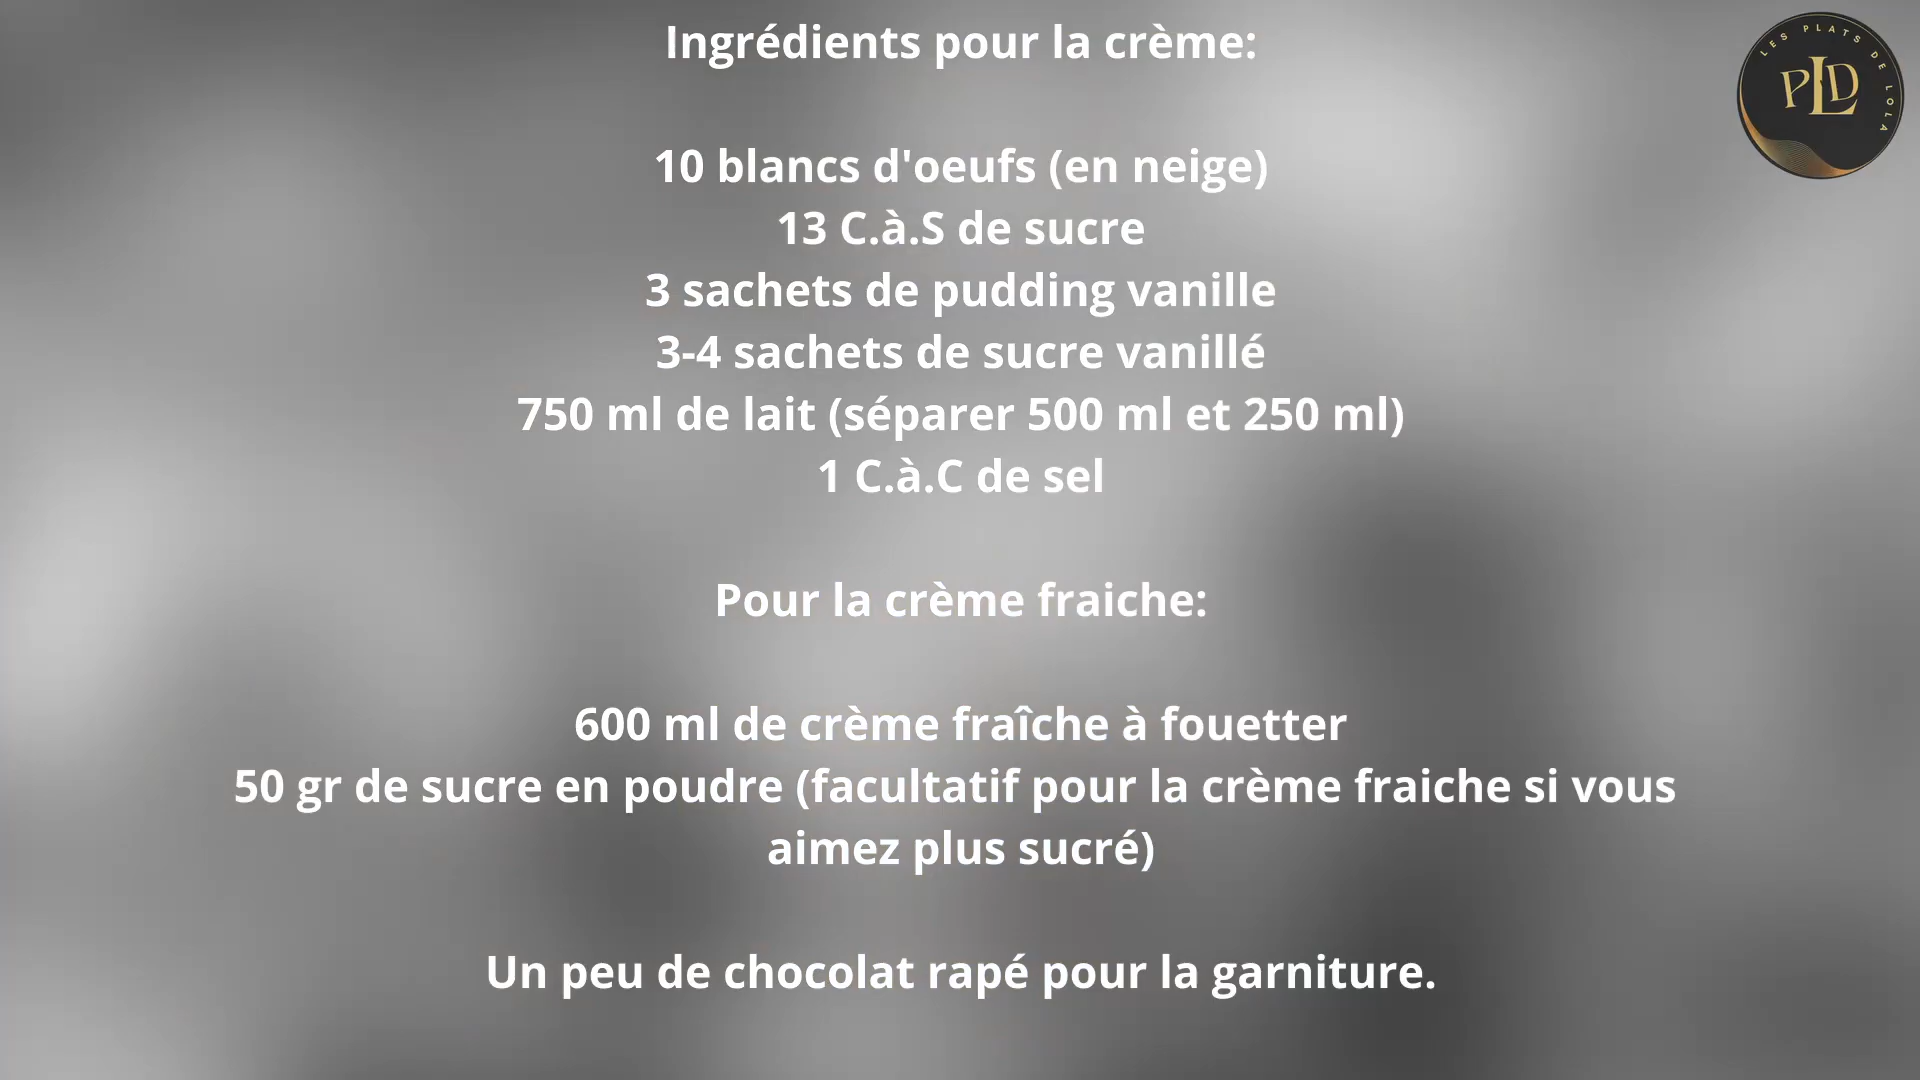 Ingrédients pour la crème:
10 blancs d'oeufs (en neige)
13 C.à.S de sucre
3 sachets de pudding vanille
3-4 sachets de sucre vanillé
750 ml de lait (séparer 500 ml et 250 ml)
1 C.à.C de sel
Pour la crème fraiche:
600 ml de crème fraîche à fouetter
50 gr de sucre en poudre (facultatif pour la crème fraiche si vous
aimez plus sucré)
Un peu de chocolat rapé pour la garniture.
LES PLATS DE LOLA
PLD